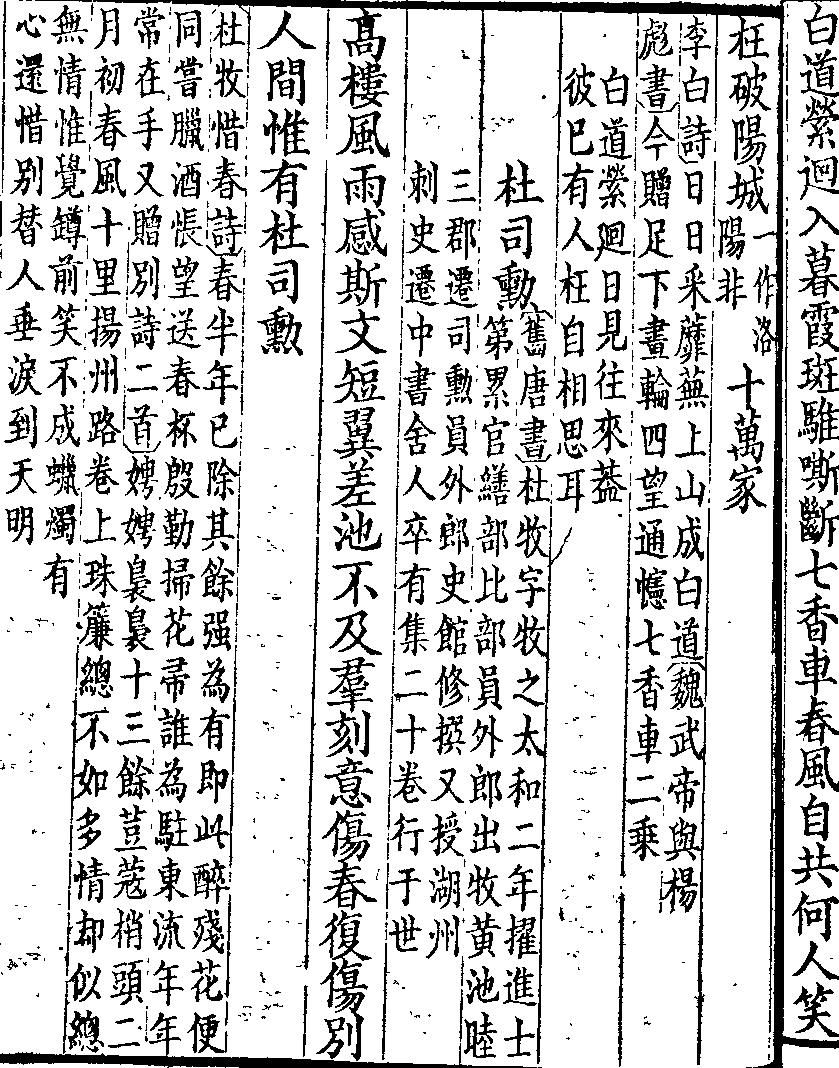 白道縈迴入暮霞斑騅嘶斷七香車春風自共何人笑
枉破陽城一作洛陽非十萬家
李白詩日日采蘼蕪上山成白道魏武帝與楊
彪書今贈足下畫輪四望通幰七香車二乘
白道縈廻日見往來葢
彼已有人枉自相思耳
杜司勲舊唐書杜牧字牧之太和二年擢進士
第累官繕部比部員外郎出牧黄池睦
三郡遷司勲員外郎史館修撰又授湖州
刺史遷中書舍人卒有集二十卷行于世
高樓風雨感斯文短翼差池不及羣刻意傷春復傷別
人間惟有杜司勲
杜牧惜春詩春半年已除其餘强為有即此醉殘花便
同嘗臘酒悵望送春杯殷勤掃花帚誰為駐東流年年
常在手又贈別詩二首娉娉裊裊十三餘荳蔲梢頭二
月初春風十里揚州路卷上珠簾總不如多情却似總
無情惟覺鐏前笑不成蠟燭有
心還惜別替人垂淚到天明